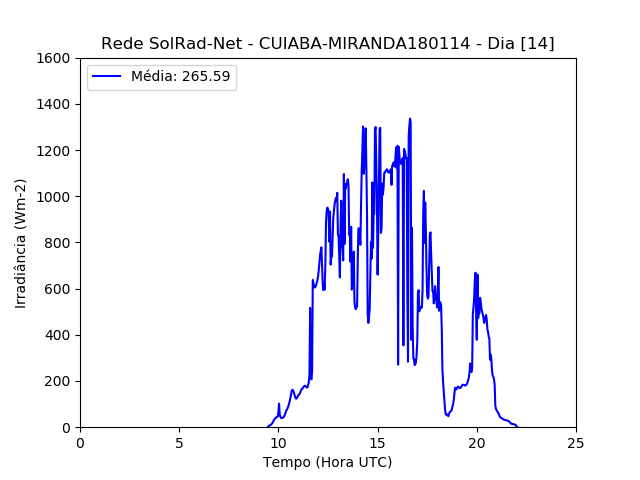 Rede SolRad-Net - CUIABA-MIRANDA180114 - Dia [14]
1600
Média: 265.59
1400
1200
1000
800
600
400
200
0
Irradiância (Wm-2)
0 5 10 15 20 25
Tempo (Hora UTC)